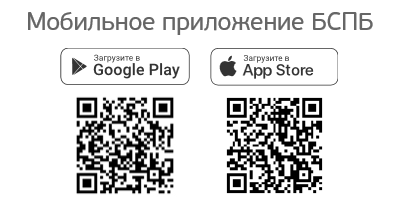 Мобильное приложение БСПБ
Загрузите в
Google Play
Загрузите в
App Store